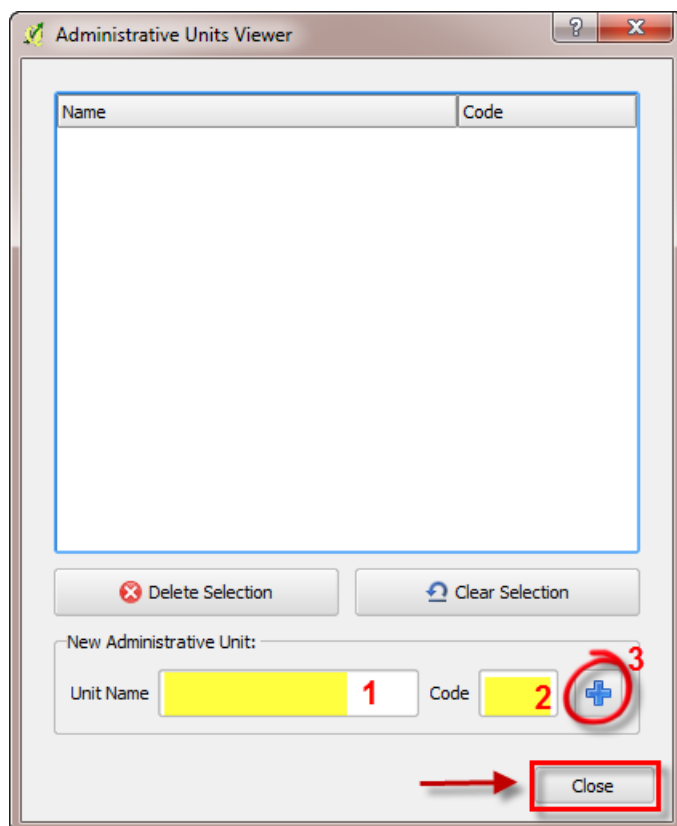 Administrative Units Viewer
?
Name Code
Delete Selection Clear Selection
New Administrative Unit:
Unit Name 1 Code 2 3
Close